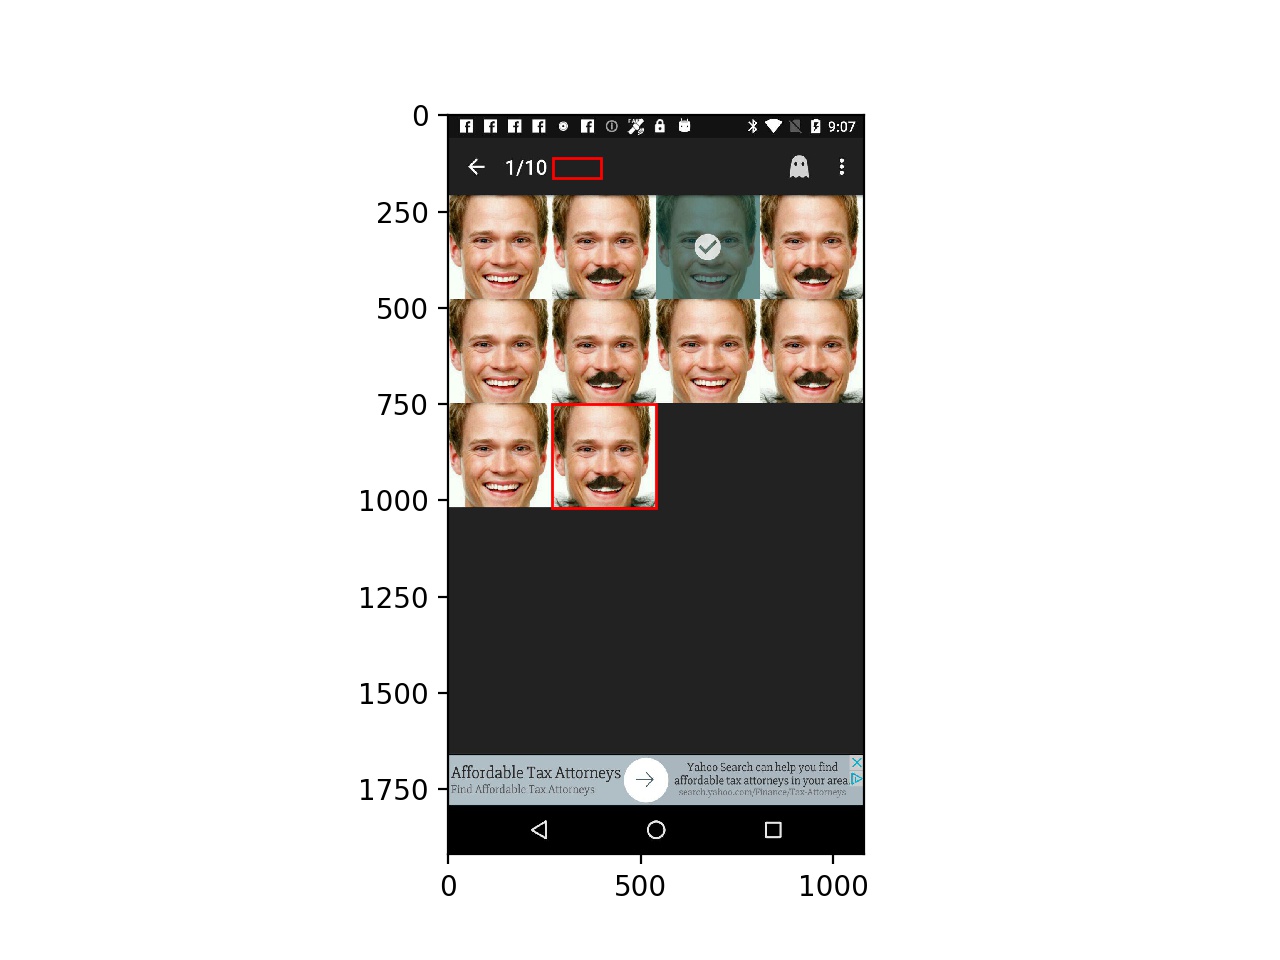 0
250
500
750
1000
1250
1500
1750
9:07
1/10
Affordable Tax Attorneys
Find Affordable Tax Attorneys
Yahoo Search can help you find
affordable tax attorneys in your area.
search.yahoo.com/Finance/Tax-Attorneys
0 500 1000